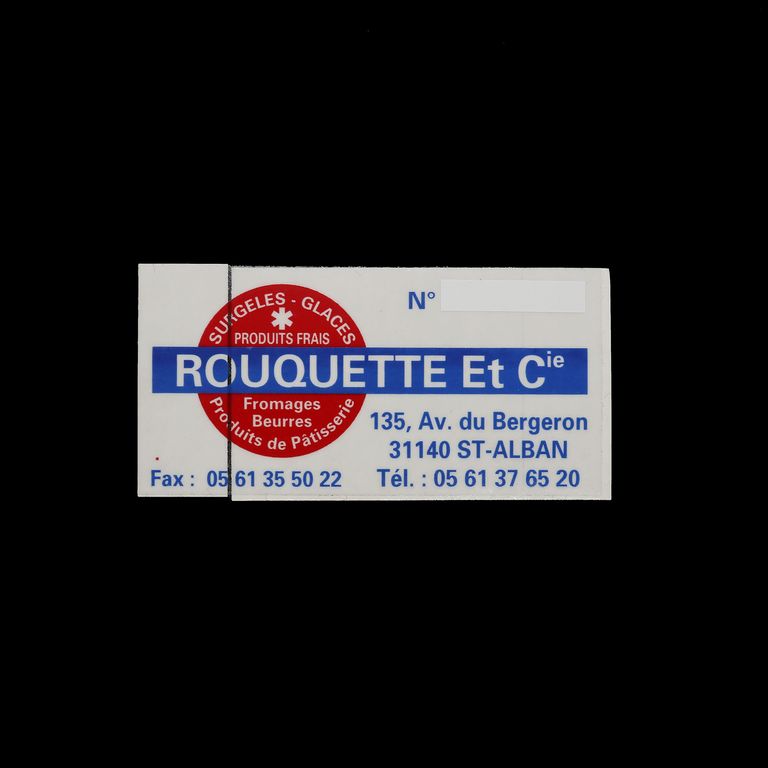 N°
SURGELES - GLACES
PRODUITS FRAIS
ROUQUETTE Et Cie
Fromages
Beurres
Produits de Pâtisserie
135, Av. du Bergeron
31140 ST-ALBAN
Fax : 05 61 35 50 22 Tél. : 05 61 37 65 20